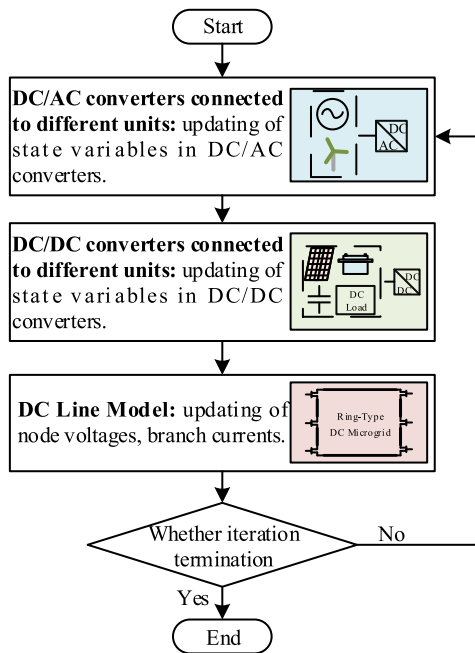 Start
DC/AC converters connected
to different units: updating of
state variables in DC/AC
converters.
DC
AC
DC/DC converters connected
to different units: updating of
state variables in DC/DC
converters.
DC
Load
DC
DC
DC Line Model: updating of
node voltages, branch currents.
Ring-Type
DC Microgrid
Whether iteration
termination
No
Yes
End